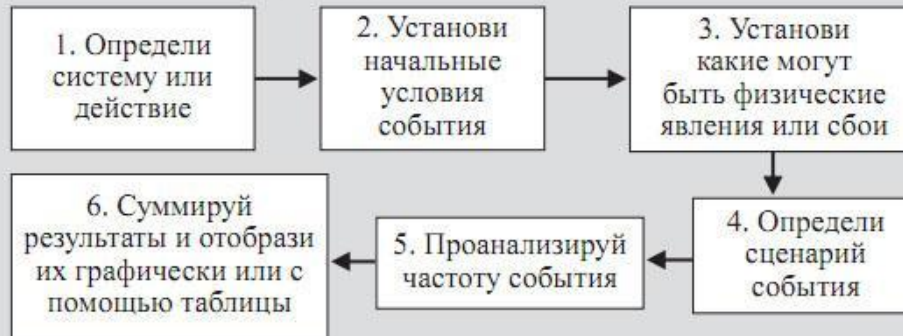 1. Определи
систему или
действие
2. Установи
начальные
условия
события
3. Установи
какие могут
быть физические
явления или сбои
4. Определи
сценарий
события
5. Проанализируй
частоту события
6. Суммируй
результаты и отобрази
их графически или с
помощью таблицы